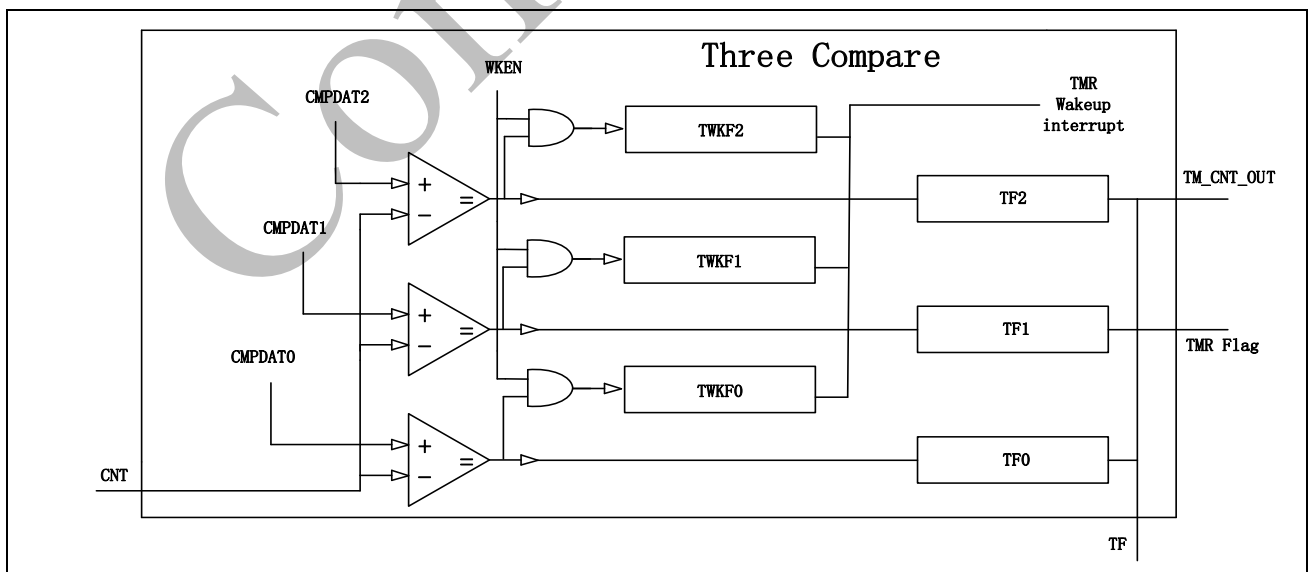 Three Compare
WKEN
CMPDAT2
TMR
Wakeup
interrupt
TWKF2
+
=
−
TF2
TM_CNT_OUT
CMPDAT1
TWKF1
+
=
−
TF1
TMR Flag
CMPDAT0
TWKF0
+
=
−
TF0
CNT
TF
Con